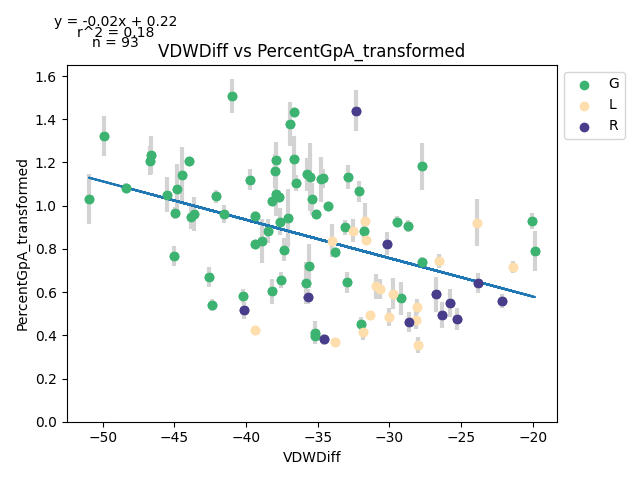 y = -0.02x + 0.22
r^2 = 0.18
n = 93
VDWDiff vs PercentGpA_transformed
G
L
R
1.6
1.4
1.2
1.0
0.8
0.6
0.4
0.2
0.0
PercentGpA_transformed
−50 −45 −40 −35 −30 −25 −20
VDWDiff